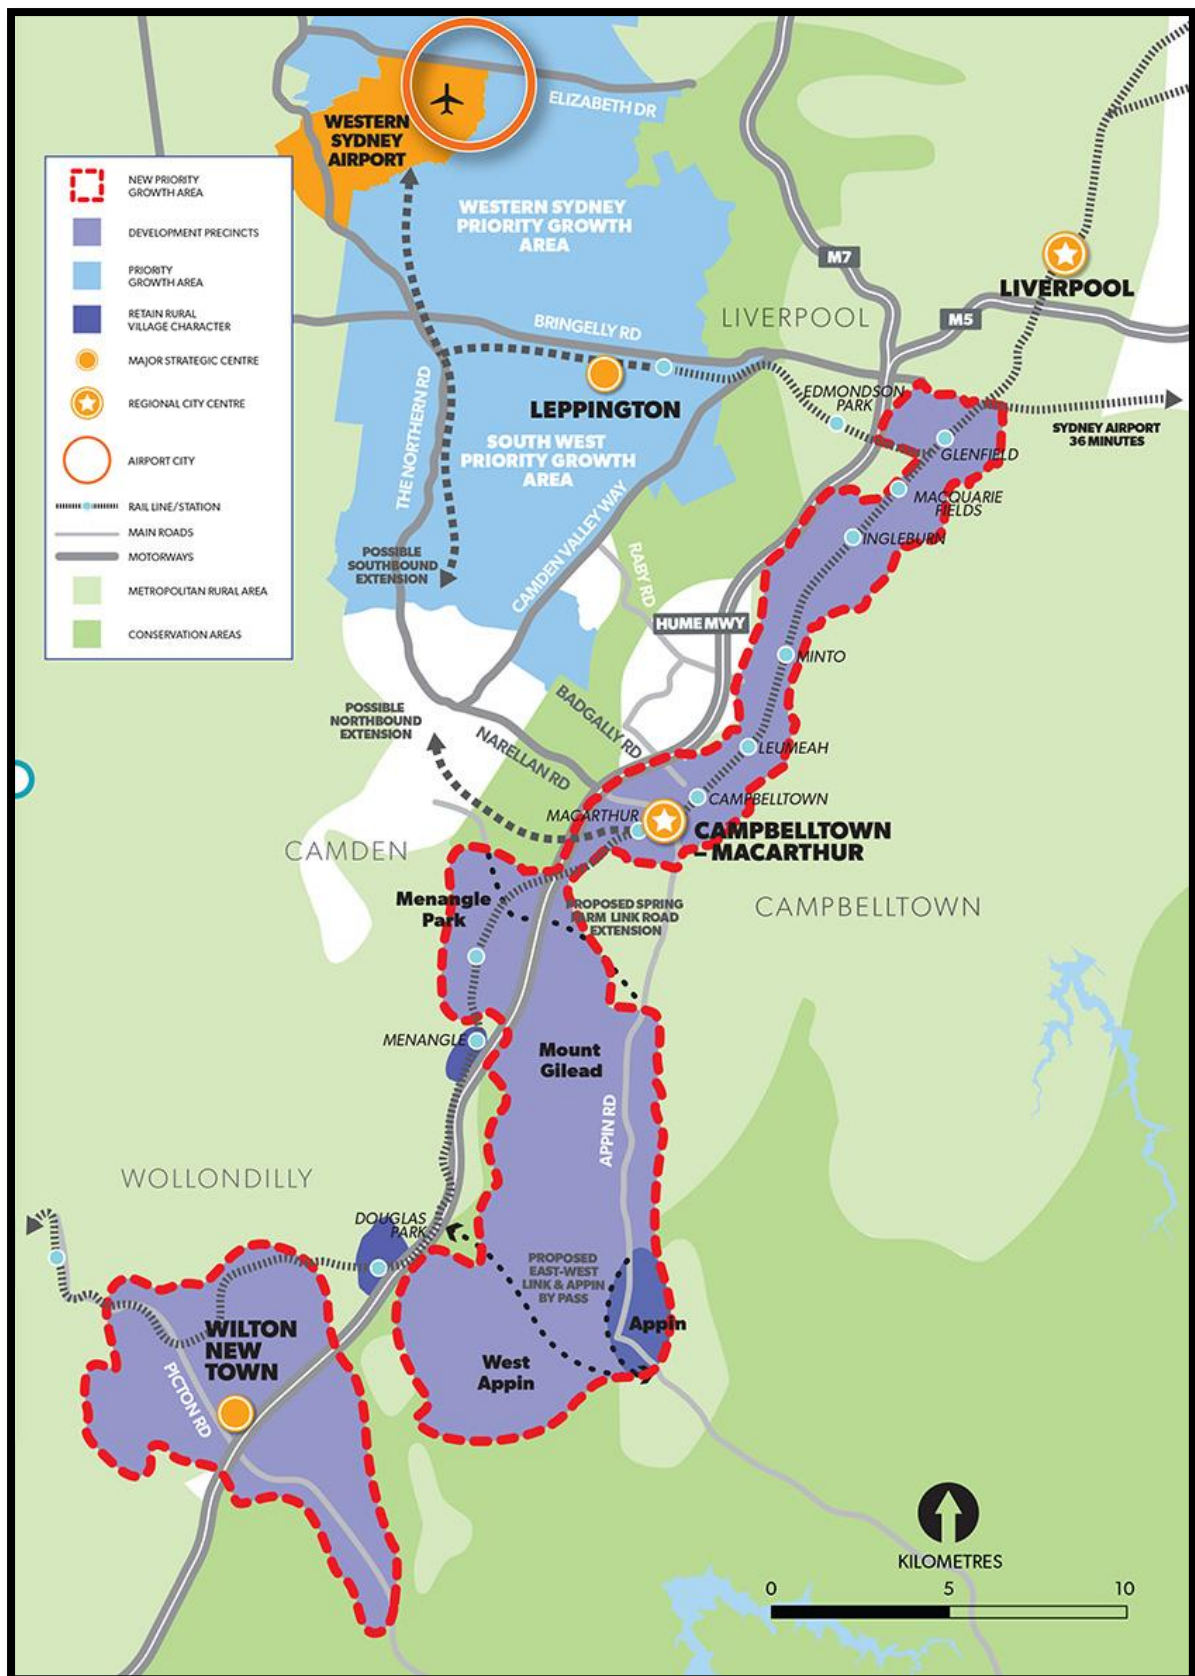 ELIZABETH DR
WESTERN
SYDNEY
AIRPORT
NEW PRIORITY
GROWTH AREA
DEVELOPMENT PRECINCTS
PRIORITY
GROWTH AREA
RETAIN RURAL
VILLAGE CHARACTER
MAJOR STRATEGIC CENTRE
REGIONAL CITY CENTRE
AIRPORT CITY
RAIL LINE/STATION
MAIN ROADS
MOTORWAYS
METROPOLITAN RURAL AREA
CONSERVATION AREAS
WESTERN SYDNEY
PRIORITY GROWTH
AREA
M7
LIVERPOOL
LIVERPOOL
M5
BRINGELLY RD
THE NORTHERN RD
LEPPINGTON
EDMONDSON
PARK
SYDNEY AIRPORT
36 MINUTES
SOUTH WEST
PRIORITY GROWTH
AREA
GLENFIELD
MACQUARIE
FIELDS
INGLEBURN
CAMDEN VALLEY WAY
POSSIBLE
SOUTHBOUND
EXTENSION
RABY RD
HUME MWY
MINTO
BADGALLY RD
POSSIBLE
NORTHBOUND
EXTENSION
NARELLAN RD
LEUMEAH
CAMPBELLTOWN
MACARTHUR
CAMPBELLTOWN
– MACARTHUR
CAMDEN
Menangle
Park
PROPOSED SPRING
FARM LINK ROAD
EXTENSION
CAMPBELLTOWN
MENANGLE
Mount
Gilead
APPIN RD
WOLLONDILLY
DOUGLAS
PARK
PROPOSED
EAST-WEST
LINK & APPIN
BY PASS
Appin
WILTON
NEW
TOWN
West
Appin
PICTON RD
KILOMETRES
0 5 10